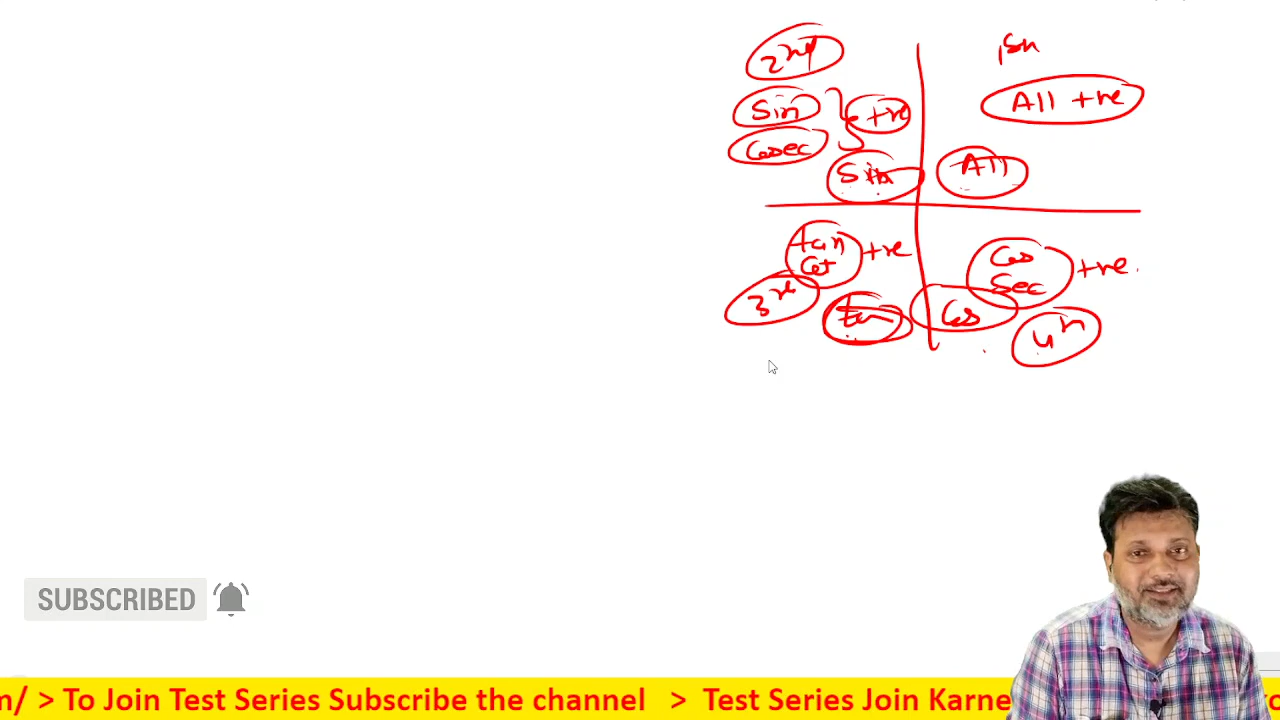 2nd
Sin
Cosec
+ve
Sin
1st
All +ve
All
tan
Cot
+ve
3rd
tan
Cos
Sec
+ve
Cos
4th
SUBSCRIBED
m/ > To Join Test Series Subscribe the channel > Test Series Join Karne